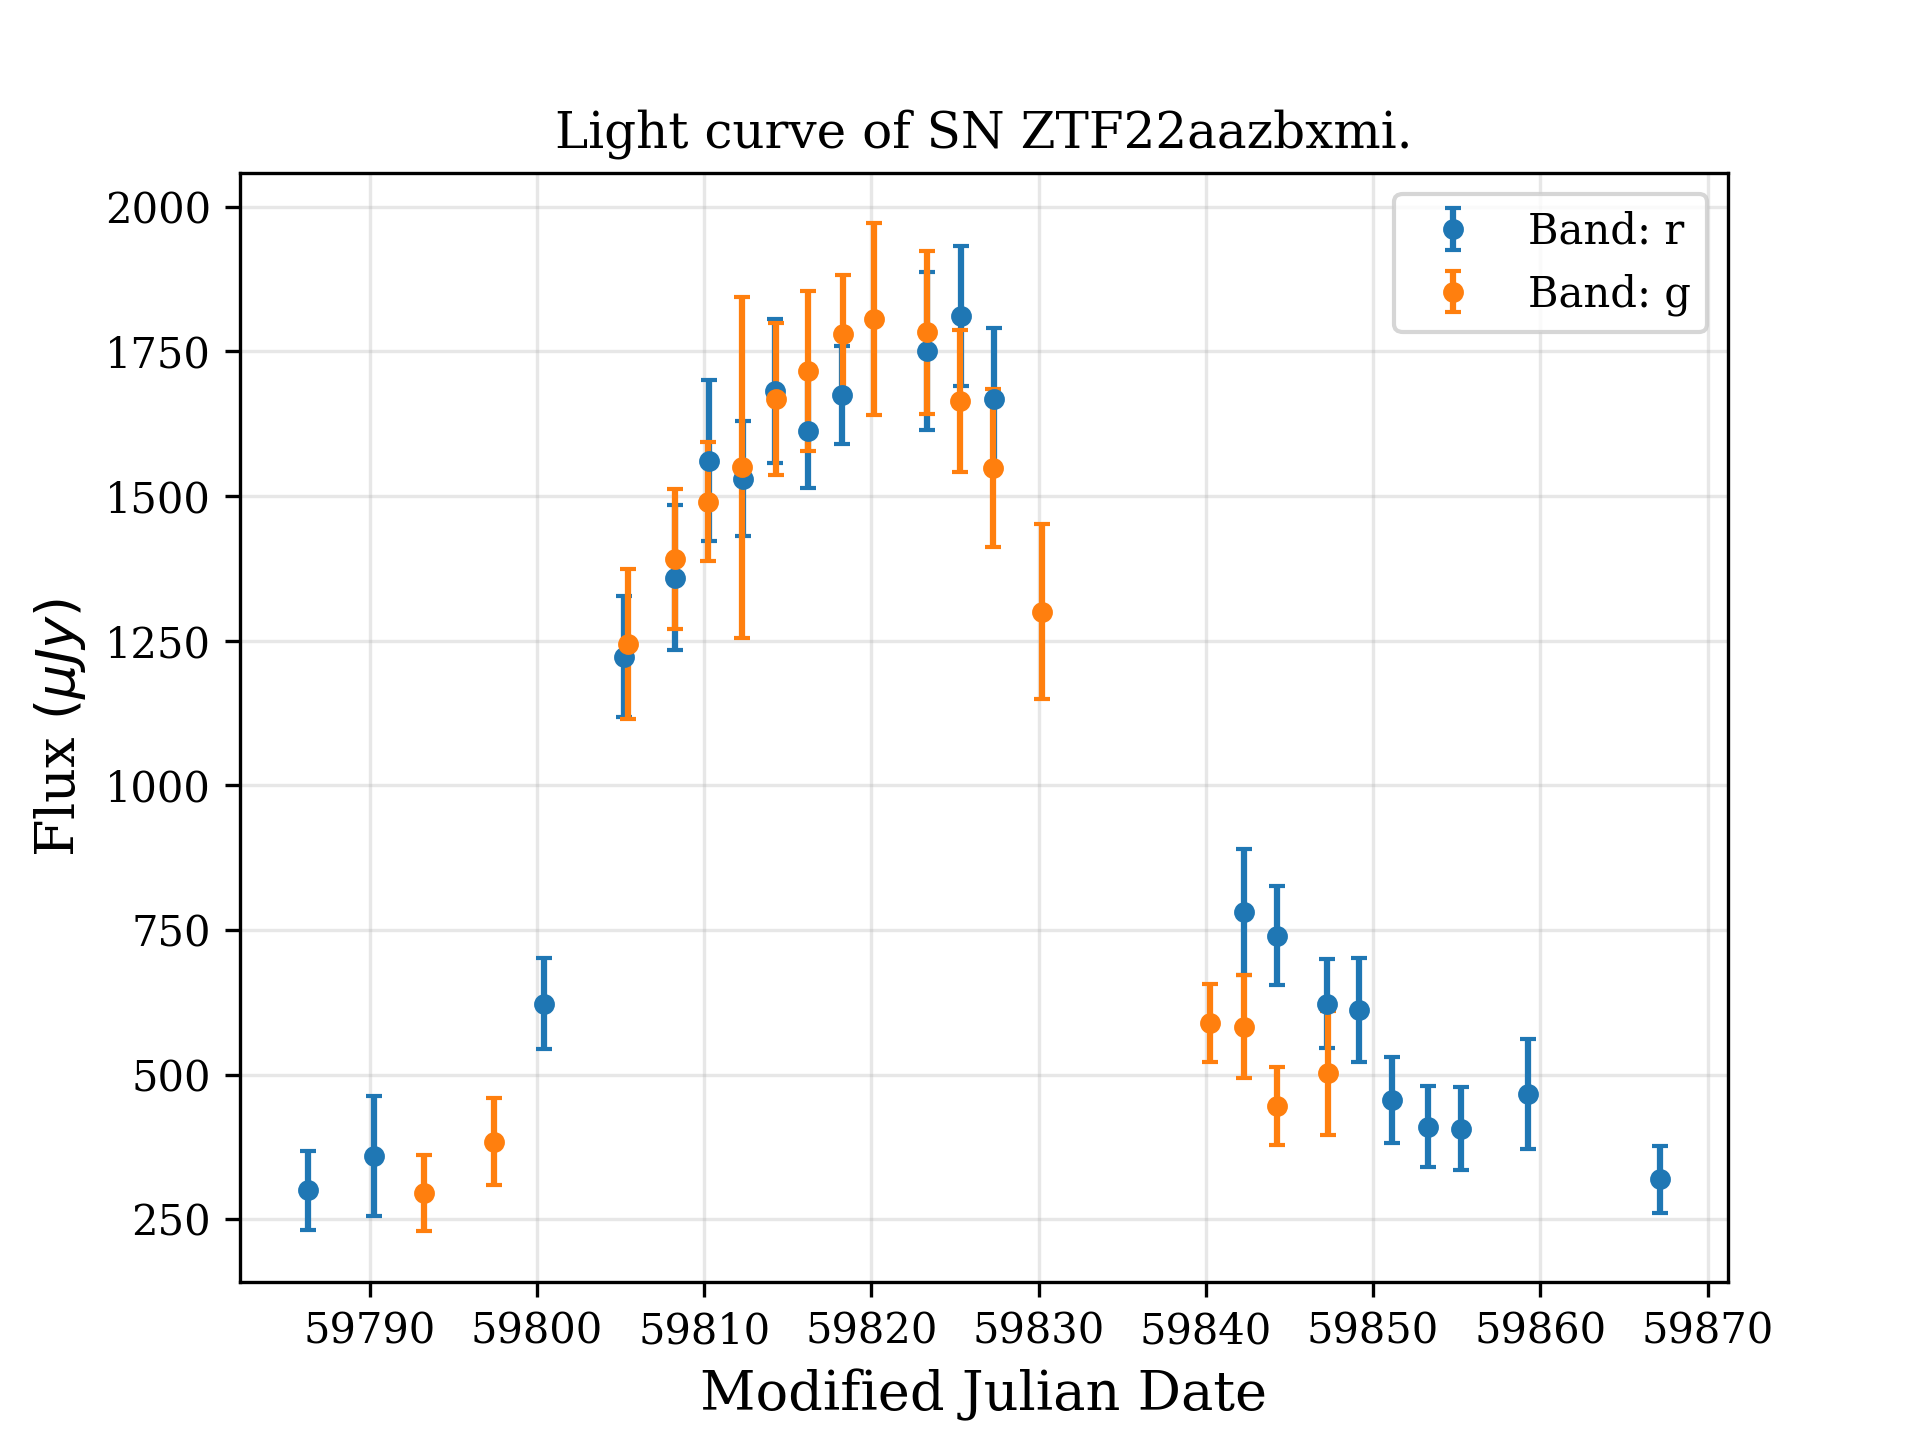 Light curve of SN ZTF22aazbxmi.
Band: r
Band: g
Flux (μJy)
2000
1750
1500
1250
1000
750
500
250
59790 59800 59810 59820 59830 59840 59850 59860 59870
Modified Julian Date